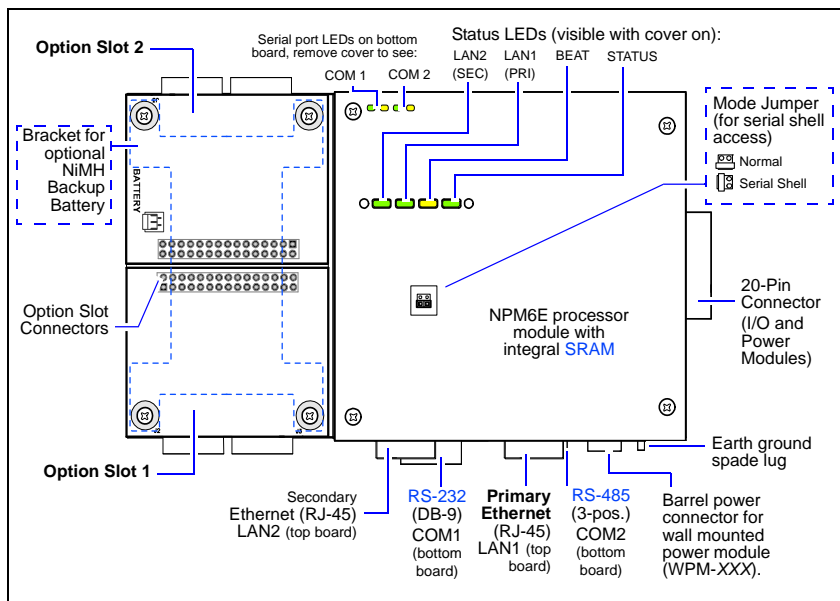 Option Slot 2
Serial port LEDs on bottom
board, remove cover to see:
COM 1
COM 2
Status LEDs (visible with cover on):
LAN2
(SEC)
LAN1
(PRI)
BEAT
STATUS
Mode Jumper
(for serial shell
access)
Normal
Serial Shell
Bracket for
optional
NiMH
Backup
Battery
BATTERY
Option Slot
Connectors
NPM6E processor
module with
integral SRAM
20-Pin
Connector
(I/O and
Power
Modules)
Option Slot 1
Earth ground
spade lug
Secondary
Ethernet (RJ-45)
LAN2 (top board)
RS-232
(DB-9)
COM1
(bottom
board)
Primary
Ethernet
(RJ-45)
LAN1 (top
board)
RS-485
(3-pos.)
COM2
(bottom
board)
Barrel power
connector for
wall mounted
power module
(WPM-XXX).